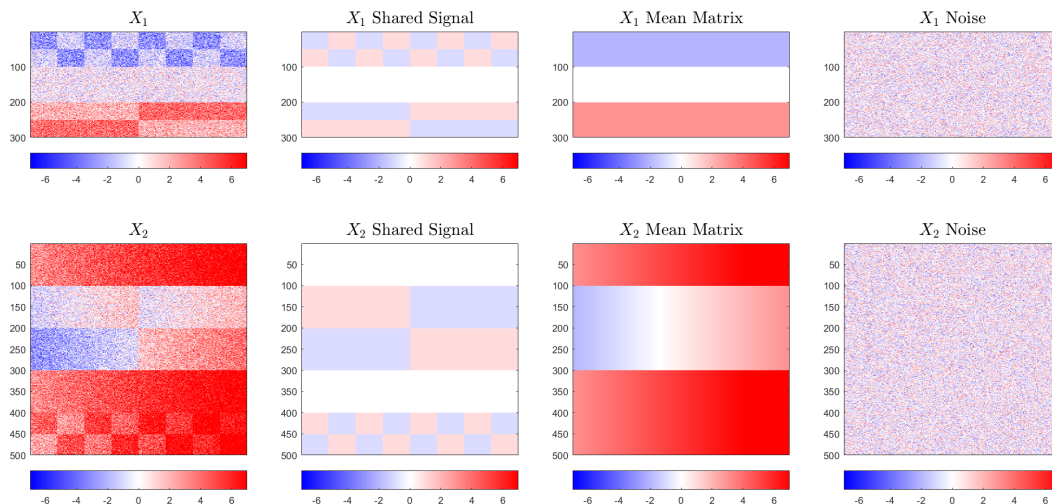 X₁ X₁ Shared Signal X₁ Mean Matrix X₁ Noise
100 100 100 100
200 200 200 200
300 300 300 300
-6 -4 -2 0 2 4 6 -6 -4 -2 0 2 4 6 -6 -4 -2 0 2 4 6 -6 -4 -2 0 2 4 6
X₂ X₂ Shared Signal X₂ Mean Matrix X₂ Noise
50 50 50 50
100 100 100 100
150 150 150 150
200 200 200 200
250 250 250 250
300 300 300 300
350 350 350 350
400 400 400 400
450 450 450 450
500 500 500 500
-6 -4 -2 0 2 4 6 -6 -4 -2 0 2 4 6 -6 -4 -2 0 2 4 6 -6 -4 -2 0 2 4 6